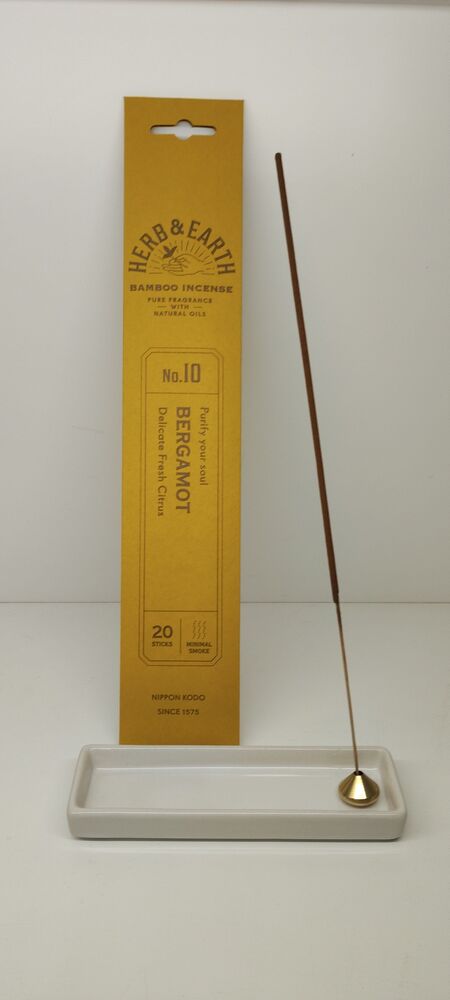 HERB & EARTH
BAMBOO INCENSE
PURE FRAGRANCE
— WITH —
NATURAL OILS
No.10
Purify your soul
BERGAMOT
Delicate Fresh Citrus
20
STICKS
MINIMAL
SMOKE
NIPPON KODO
SINCE 1575